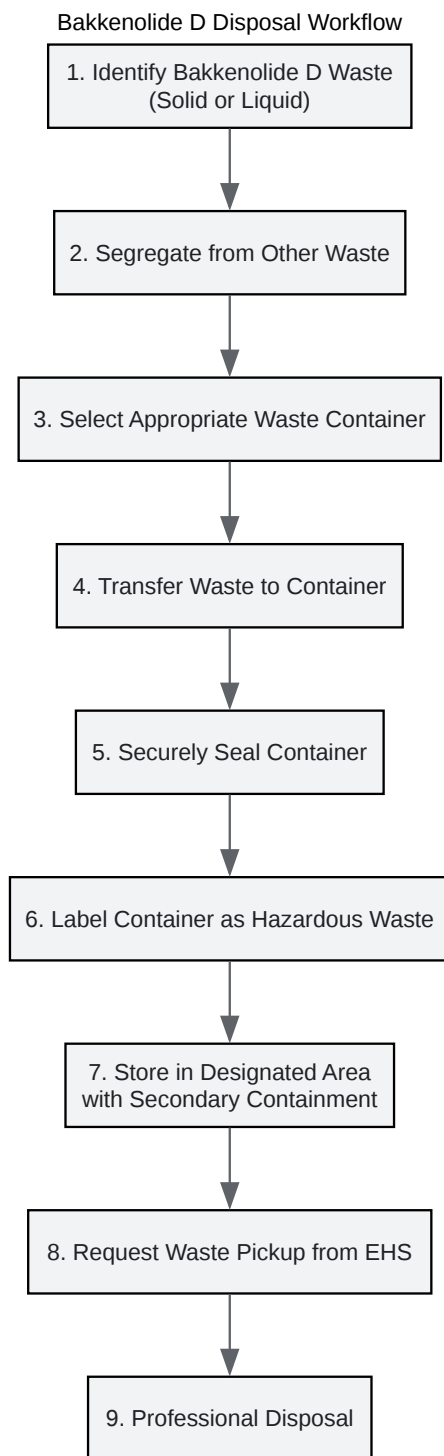 Bakkenolide D Disposal Workflow
1. Identify Bakkenolide D Waste
(Solid or Liquid)
2. Segregate from Other Waste
3. Select Appropriate Waste Container
4. Transfer Waste to Container
5. Securely Seal Container
6. Label Container as Hazardous Waste
7. Store in Designated Area
with Secondary Containment
8. Request Waste Pickup from EHS
9. Professional Disposal